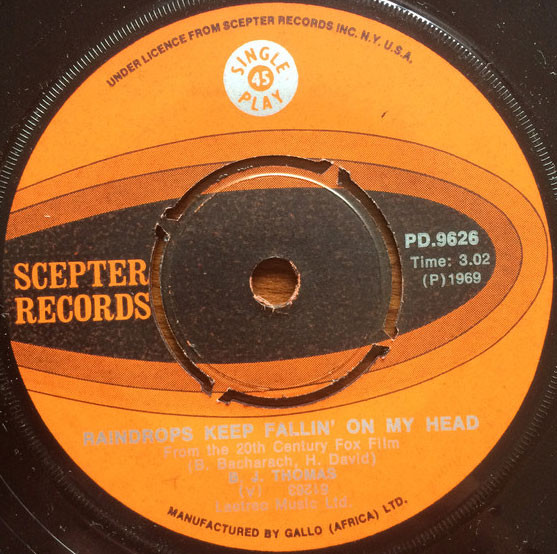 UNDER LICENCE FROM SCEPTER RECORDS INC. N.Y. U.S.A.
SINGLE
45
PLAY
PD.9626
Time: 3.02
(P)1969
SCEPTER
RECORDS
RAINDROPS KEEP FALLIN' ON MY HEAD
From the 20th Century Fox Film
(B. Bacharach, H. David)
B. J. THOMAS
(w)
Music Ltd.
MANUFACTURED BY GALLO (AFRICA) LTD.